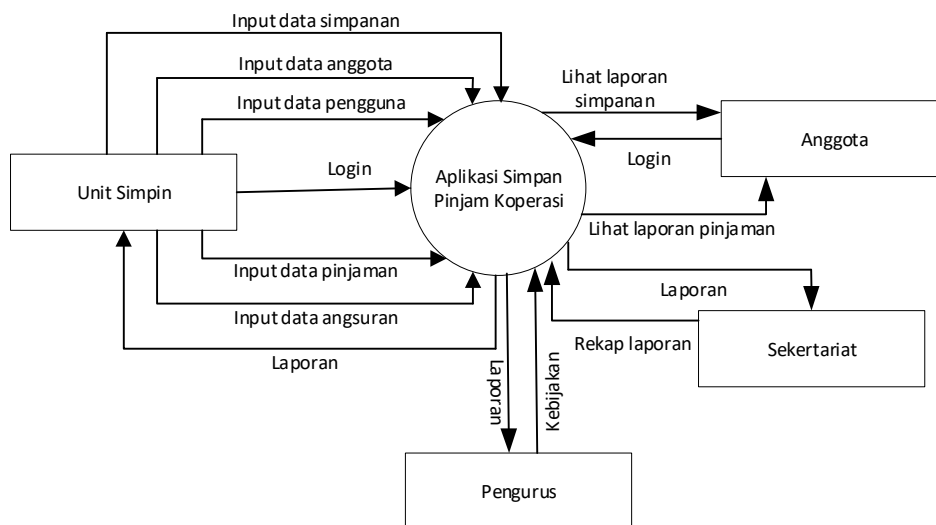 Input data simpanan
Input data anggota
Input data pengguna
Login
Unit Simpin
Input data pinjaman
Input data angsuran
Laporan
Aplikasi Simpan
Pinjam Koperasi
Lihat laporan
simpanan
Login
Anggota
Lihat laporan pinjaman
Laporan
Rekap laporan
Sekertariat
Laporan
Kebijakan
Pengurus